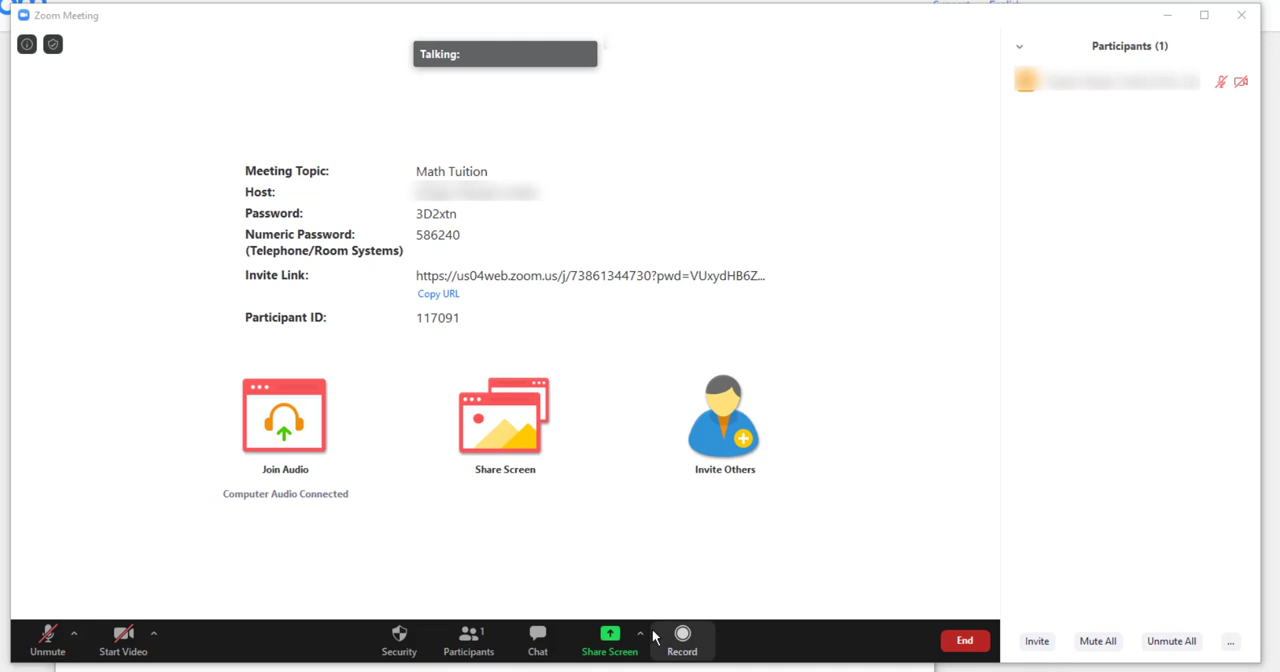 Zoom Meeting
Talking:
Participants (1)
Meeting Topic: Math Tuition
Host:
Password: 3D2xtn
Numeric Password: 586240
(Telephone/Room Systems)
Invite Link: https://us04web.zoom.us/j/73861344730?pwd=VUxydHB6Z...
Copy URL
Participant ID: 117091
Join Audio Share Screen Invite Others
Computer Audio Connected
Unmute Start Video Security Participants 1 Chat Share Screen Record End
Invite Mute All Unmute All ...